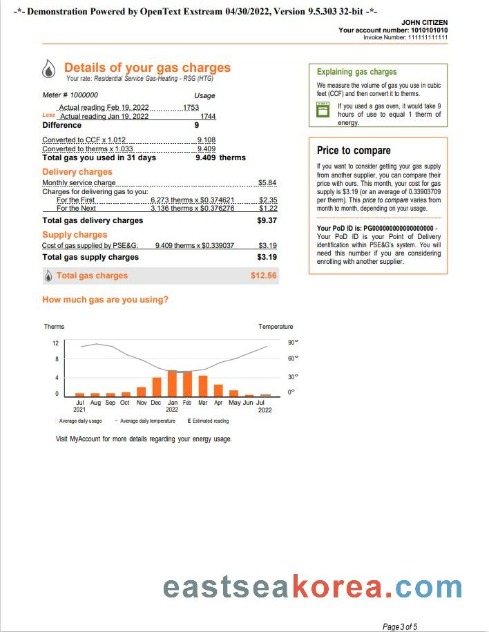 -*- Demonstration Powered by OpenText Exstream 04/30/2022, Version 9.5.303 32-bit -*-
JOHN CITIZEN
Your account number: 1010101010
Invoice Number: 111111111111
Details of your gas charges
Your rate: Residential Service Gas-Heating - RSG (HTG)
Meter # 1000000 Usage
Actual reading Feb 19, 2022 1753
Less Actual reading Jan 19, 2022 1744
Difference 9
Converted to CCF x 1.012 9.108
Converted to therms x 1.033 9.409
Total gas you used in 31 days 9.409 therms
Delivery charges
Monthly service charge $5.84
Charges for delivering gas to you:
For the First 6.273 therms x $0.374621 $2.35
For the Next 3.136 therms x $0.376276 $1.22
Total gas delivery charges $9.37
Supply charges
Cost of gas supplied by PSE&G: 9.409 therms x $0.339037 $3.19
Total gas supply charges $3.19
Total gas charges $12.56
Explaining gas charges
We measure the volume of gas you use in cubic
feet (CCF) and then convert it to therms.
If you used a gas oven, it would take 9
hours of use to equal 1 therm of
energy.
Price to compare
If you want to consider getting your gas supply
from another supplier, you can compare their
price with ours. This month, your cost for gas
supply is $3.19 (or an average of 0.33903709
per therm). This price to compare varies from
month to month, depending on your usage.
Your PoD ID is: PG000000000000000000 -
Your PoD ID is your Point of Delivery
identification within PSE&G's system. You will
need this number if you are considering
enrolling with another supplier.
How much gas are you using?
Therms Temperature
12 90°
8 60°
4 30°
0 0°
Jul Aug Sep Oct Nov Dec Jan Feb Mar Apr May Jun Jul
2021 2022 2022
Average daily usage - Average daily temperature E Estimated reading
Visit MyAccount for more details regarding your energy usage.
eastseakorea.com
Page 3 of 5